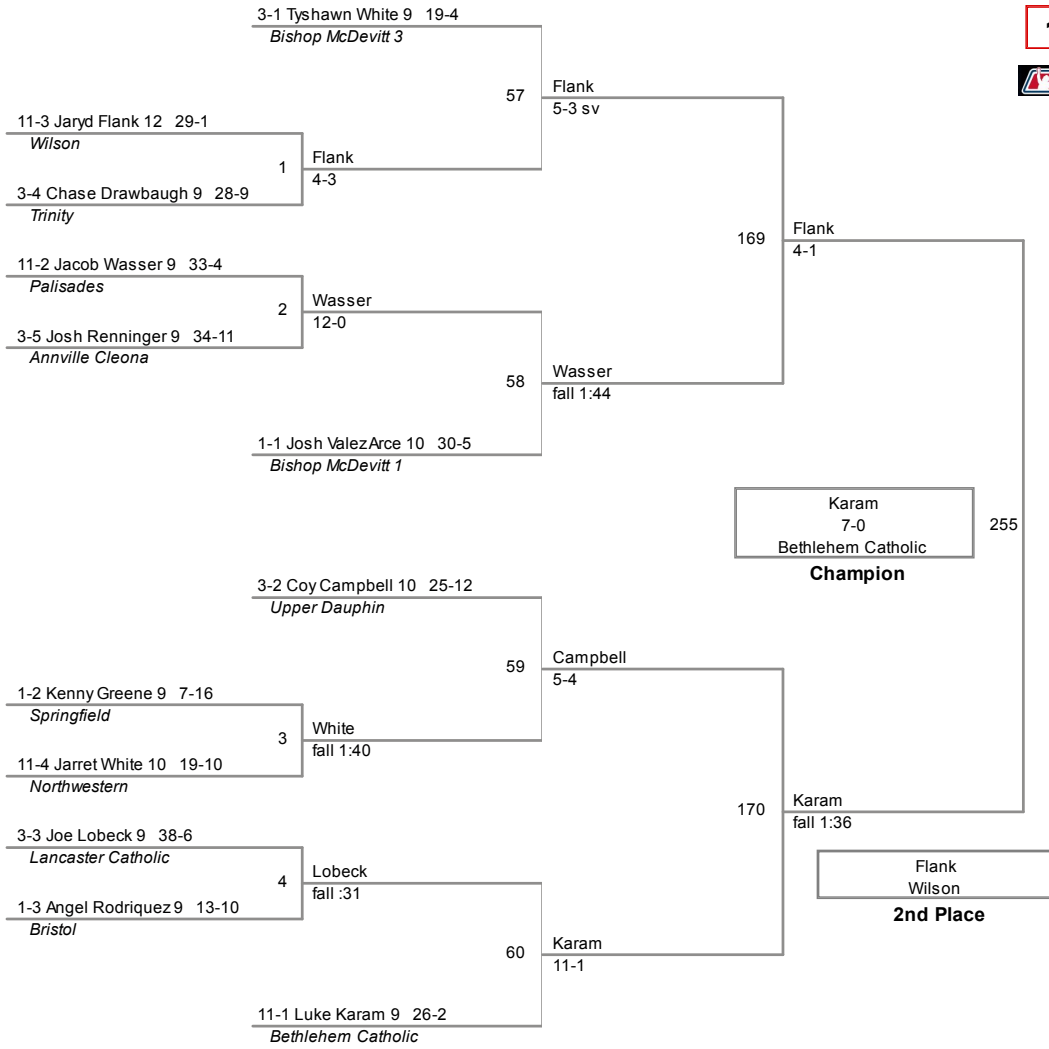 3-1 Tyshawn White 9 19-4
Bishop McDevitt 3
57
Flank
5-3 sv
11-3 Jaryd Flank 12 29-1
Wilson
1
Flank
4-3
3-4 Chase Drawbaugh 9 28-9
Trinity
169
Flank
4-1
11-2 Jacob Wasser 9 33-4
Palisades
2
Wasser
12-0
3-5 Josh Renninger 9 34-11
Annville Cleona
58
Wasser
fall 1:44
1-1 Josh ValezArce 10 30-5
Bishop McDevitt 1
Karam
7-0
Bethlehem Catholic
Champion
255
3-2 Coy Campbell 10 25-12
Upper Dauphin
59
Campbell
5-4
1-2 Kenny Greene 9 7-16
Springfield
3
White
fall 1:40
11-4 Jarret White 10 19-10
Northwestern
170
Karam
fall 1:36
3-3 Joe Lobeck 9 38-6
Lancaster Catholic
4
Lobeck
fall :31
1-3 Angel Rodriquez 9 13-10
Bristol
Flank
Wilson
2nd Place
60
Karam
11-1
11-1 Luke Karam 9 26-2
Bethlehem Catholic